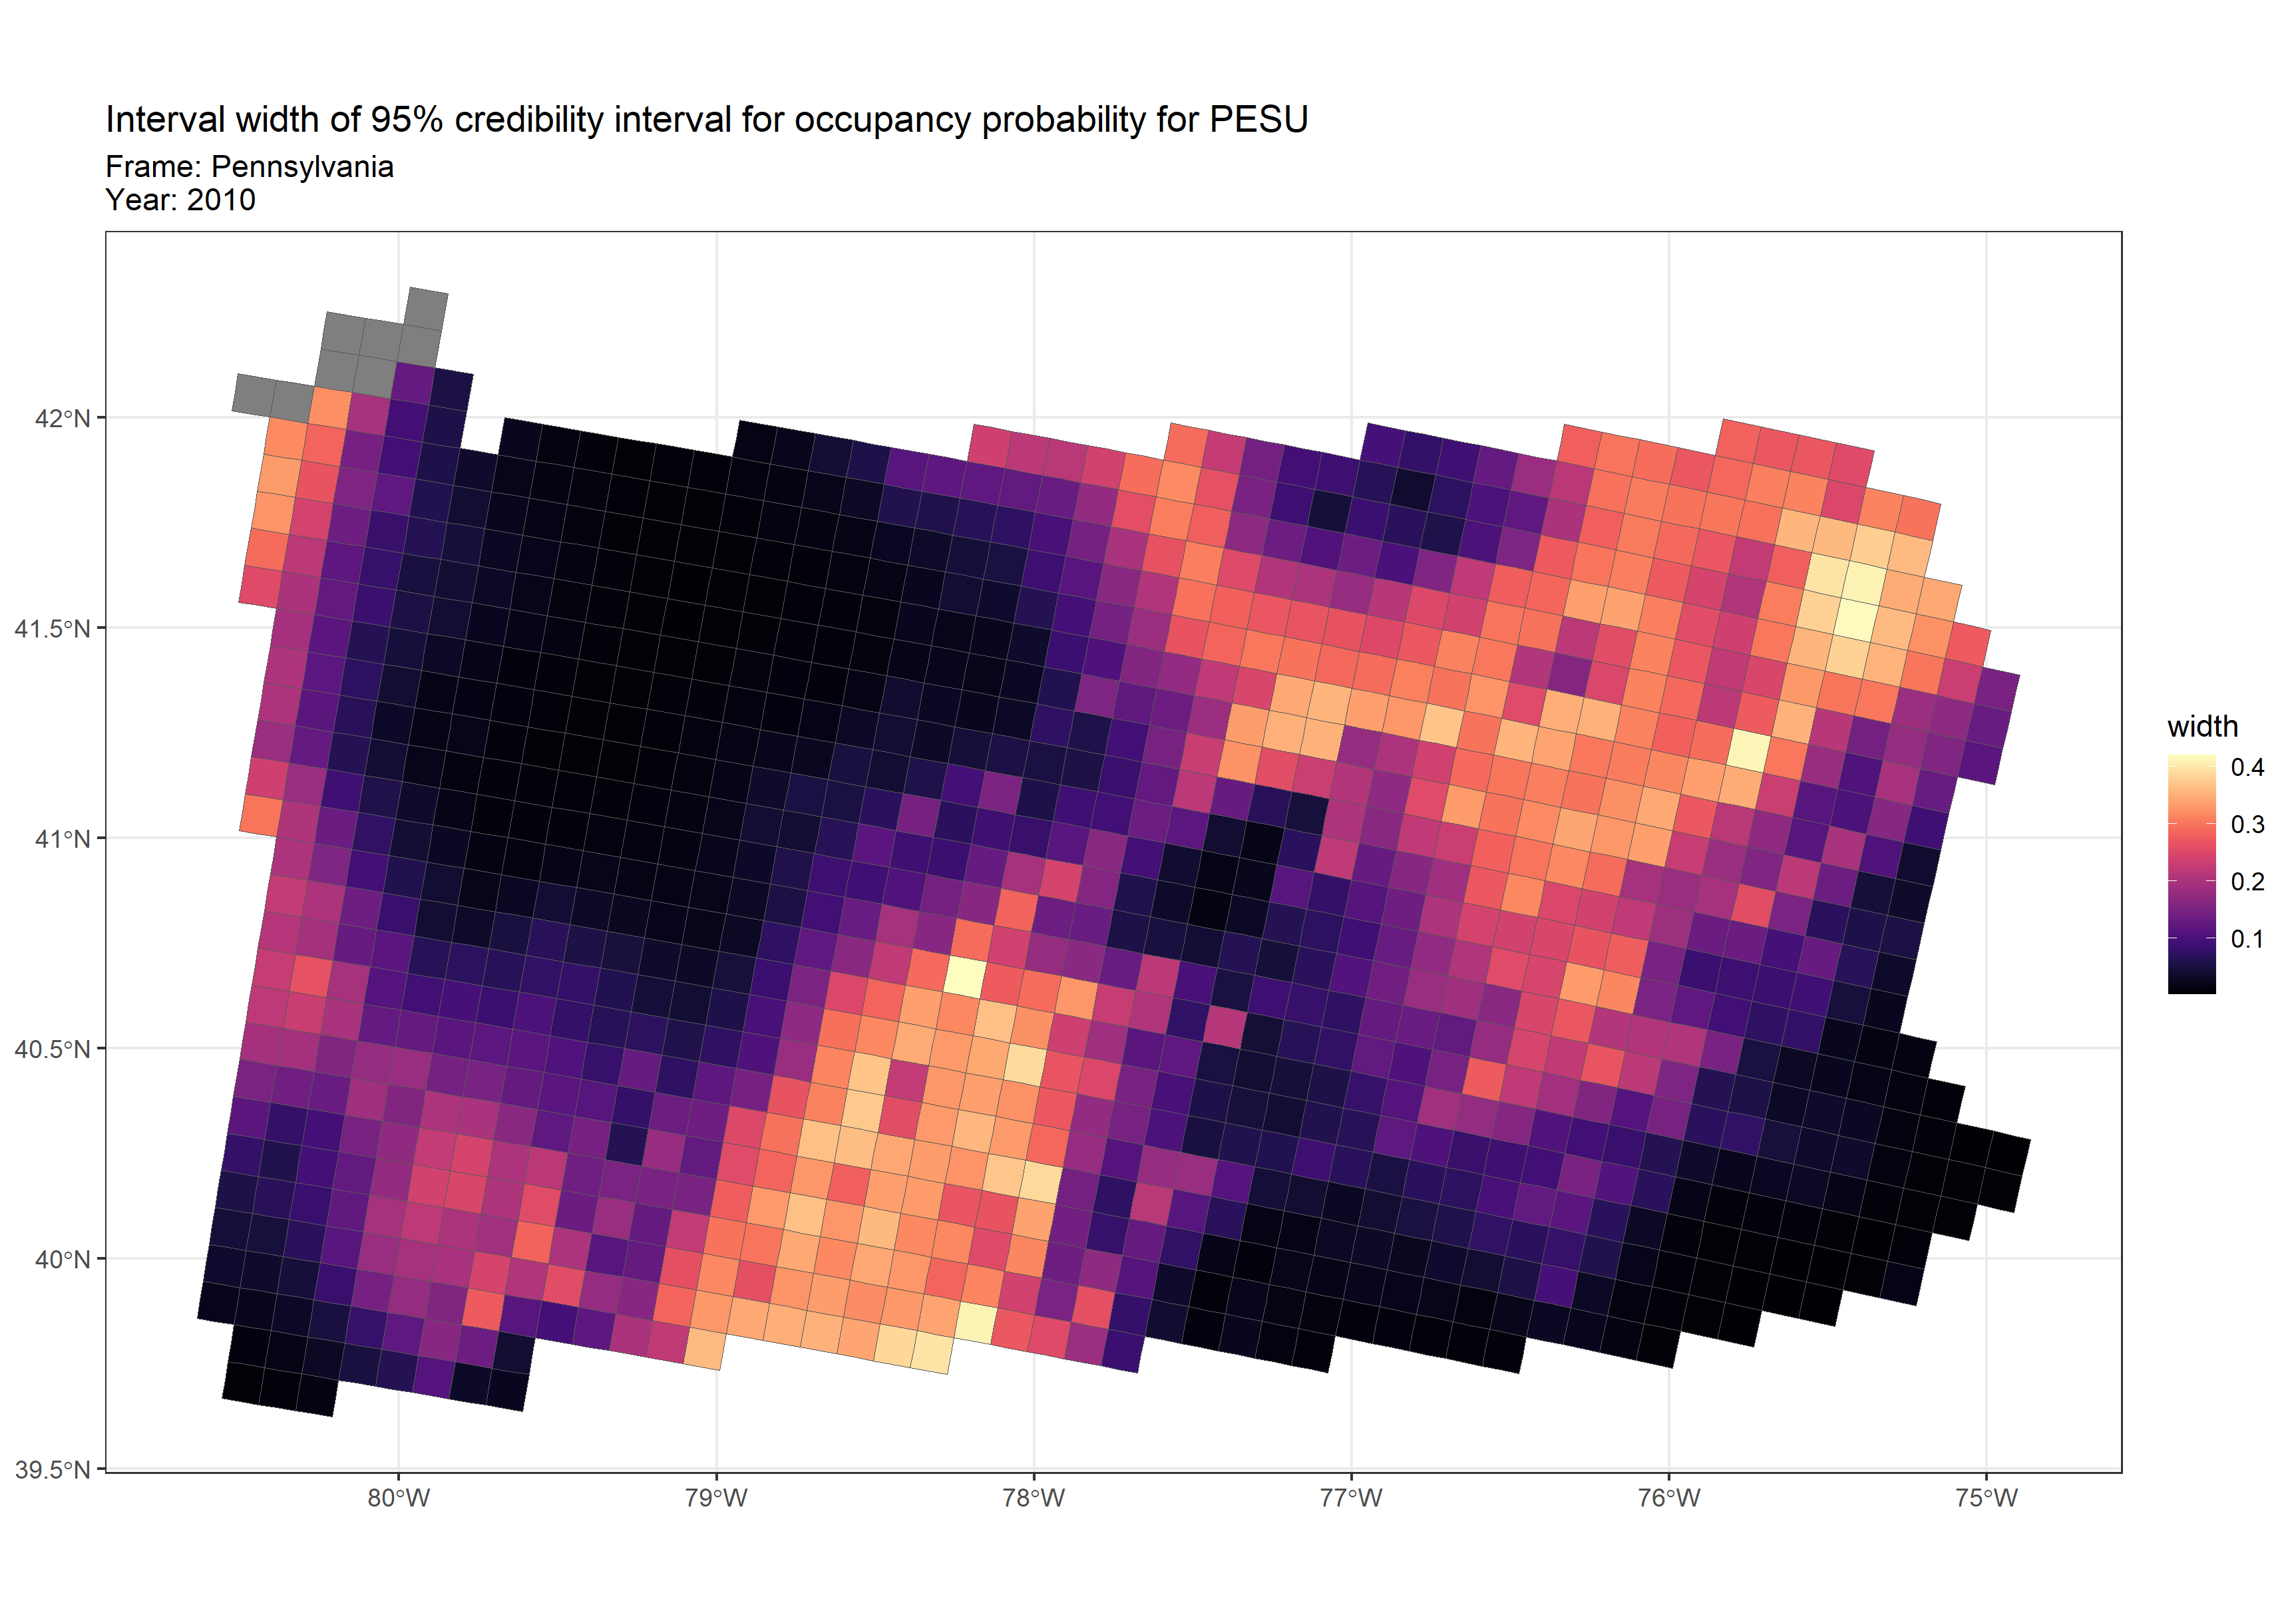 Interval width of 95% credibility interval for occupancy probability for PESU
Frame: Pennsylvania
Year: 2010
42°N
41.5°N
41°N
40.5°N
40°N
39.5°N
80°W
79°W
78°W
77°W
76°W
75°W
width
0.4
0.3
0.2
0.1